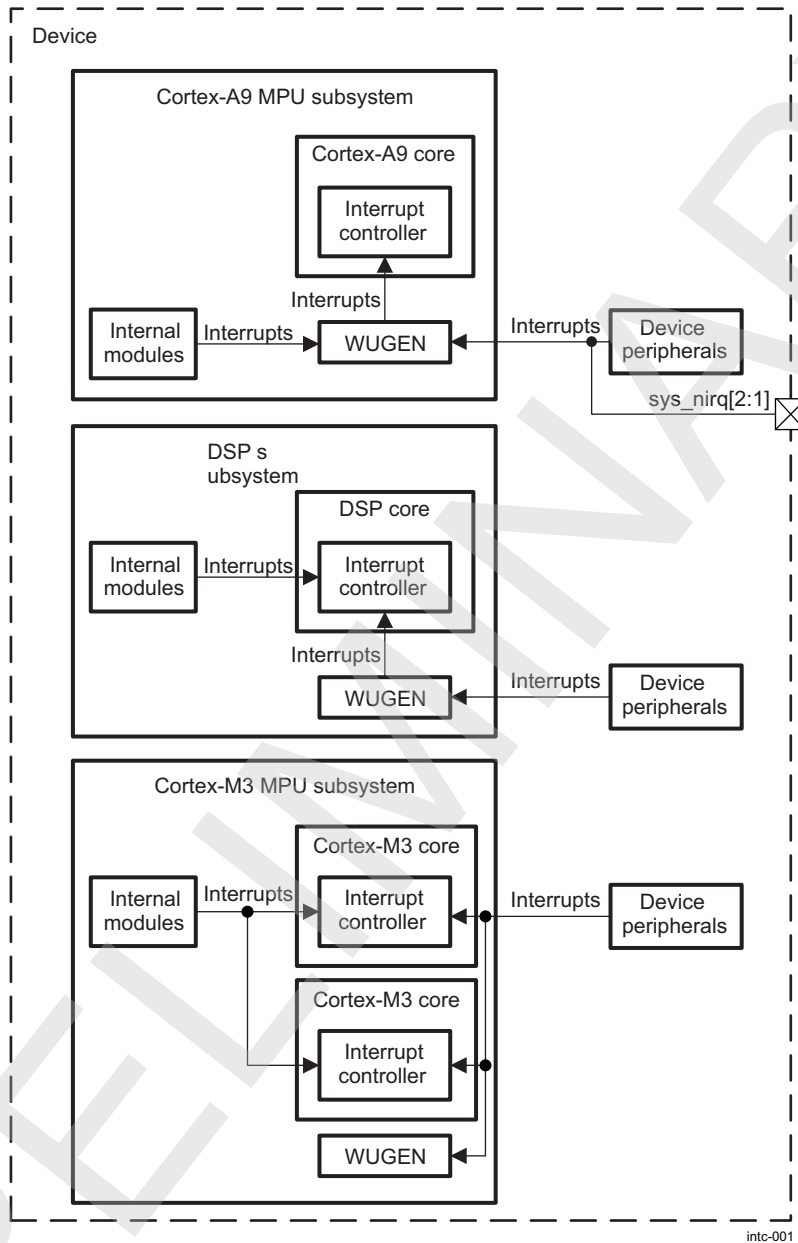 Device
Cortex-A9 MPU subsystem
Cortex-A9 core
Interrupt
controller
Interrupts
Internal
modules
Interrupts
WUGEN
Interrupts
Device
peripherals
sys_nirq[2:1]
DSP s
ubsystem
DSP core
Internal
modules
Interrupts
Interrupt
controller
Interrupts
WUGEN
Interrupts
Device
peripherals
Cortex-M3 MPU subsystem
Cortex-M3 core
Internal
modules
Interrupts
Interrupt
controller
Interrupts
Device
peripherals
Cortex-M3 core
Interrupt
controller
WUGEN
intc-001
ELIMINAR